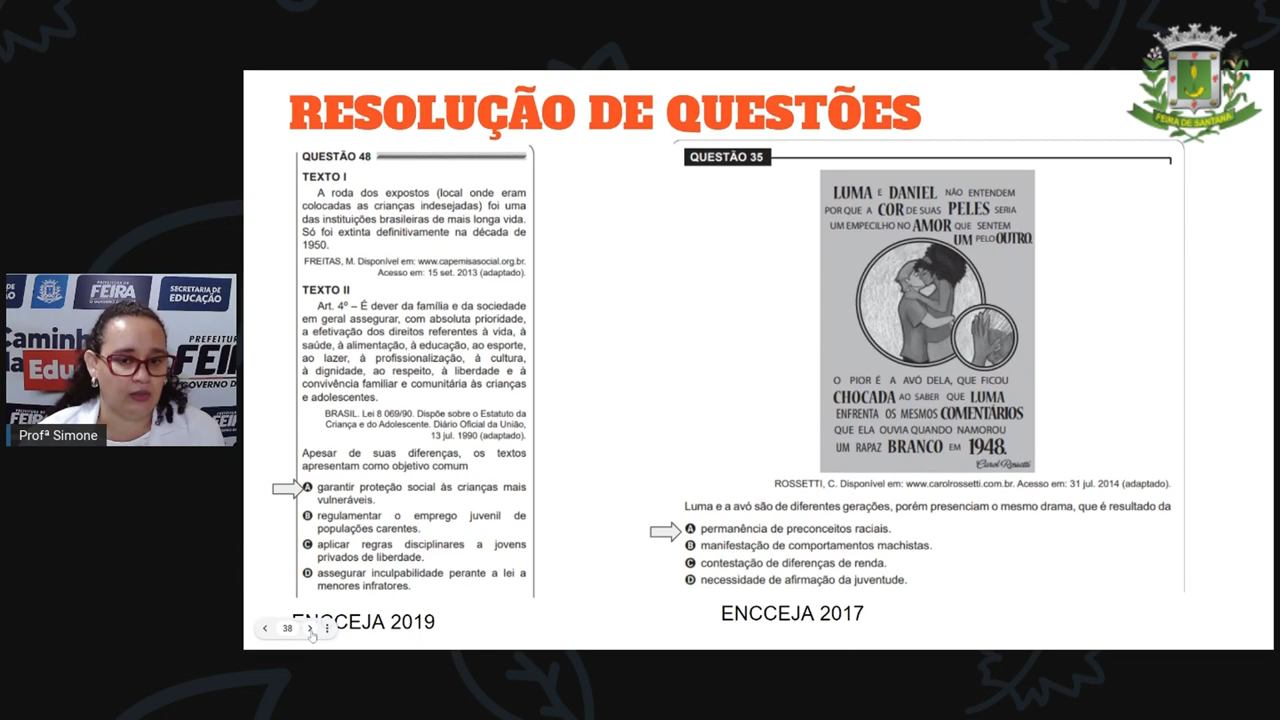 FEIRA DE SANTANA
RESOLUÇÃO DE QUESTÕES
QUESTÃO 48
TEXTO I
A roda dos expostos (local onde eram
colocadas as crianças indesejadas) foi uma
das instituições brasileiras de mais longa vida.
Só foi extinta definitivamente na década de
1950.
FREITAS, M. Disponível em: www.capemisasocial.org.br.
Acesso em: 15 set. 2013 (adaptado).
TEXTO II
Art. 4º – É dever da família e da sociedade
em geral assegurar, com absoluta prioridade,
a efetivação dos direitos referentes à vida, à
saúde, à alimentação, à educação, ao esporte,
ao lazer, à profissionalização, à cultura,
à dignidade, ao respeito, à liberdade e à
convivência familiar e comunitária às crianças
e adolescentes.
BRASIL. Lei 8 069/90. Dispõe sobre o Estatuto da
Criança e do Adolescente. Diário Oficial da União,
13 jul. 1990 (adaptado).
Apesar de suas diferenças, os textos
apresentam como objetivo comum
A garantir proteção social às crianças mais
vulneráveis.
B regulamentar o emprego juvenil de
populações carentes.
C aplicar regras disciplinares a jovens
privados de liberdade.
D assegurar inculpabilidade perante a lei a
menores infratores.
ENCCEJA 2019
38
QUESTÃO 35
LUMA E DANIEL NÃO ENTENDEM
POR QUE A COR DE SUAS PELES SERIA
UM EMPECILHO NO AMOR QUE SENTEM
UM PELO OUTRO.
O PIOR É A AVÓ DELA, QUE FICOU
CHOCADA AO SABER QUE LUMA
ENFRENTA OS MESMOS COMENTÁRIOS
QUE ELA OUVIA QUANDO NAMOROU
UM RAPAZ BRANCO EM 1948.
Carol Rossetti
ROSSETTI, C. Disponível em: www.carolrossetti.com.br. Acesso em: 31 jul. 2014 (adaptado).
Luma e a avó são de diferentes gerações, porém presenciam o mesmo drama, que é resultado da
A permanência de preconceitos raciais.
B manifestação de comportamentos machistas.
C contestação de diferenças de renda.
D necessidade de afirmação da juventude.
ENCCEJA 2017
PREFEITURA DE
FEIRA
SECRETARIA DE
EDUCAÇÃO
Caminh
da Edu
PREFEITU
FEI
GOVERNO D
Profª Simone